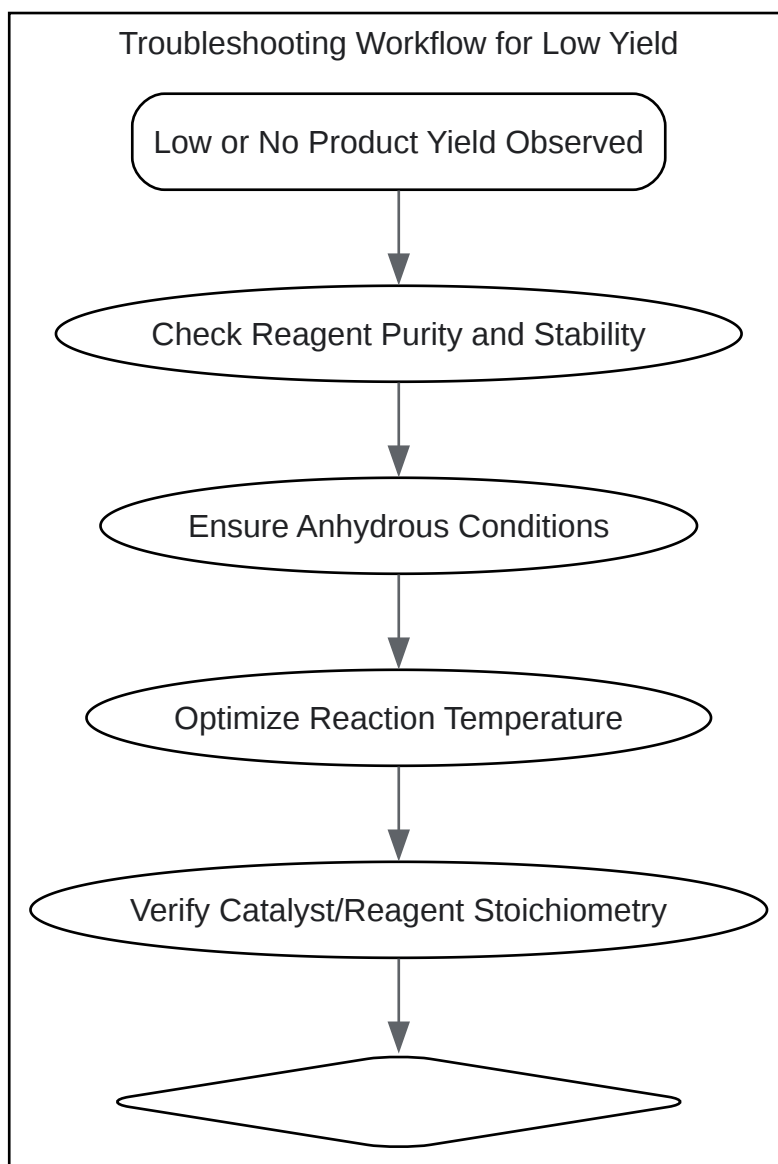 Troubleshooting Workflow for Low Yield
Low or No Product Yield Observed
Check Reagent Purity and Stability
Ensure Anhydrous Conditions
Optimize Reaction Temperature
Verify Catalyst/Reagent Stoichiometry